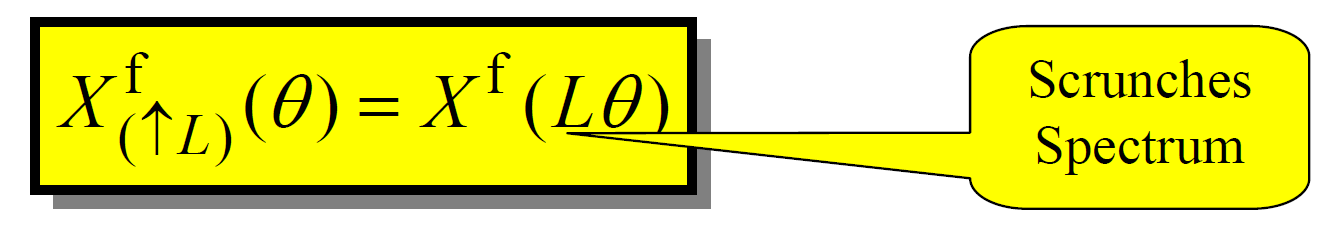 X^f_(↑L)(θ) = X^f(Lθ)
Scrunches
Spectrum